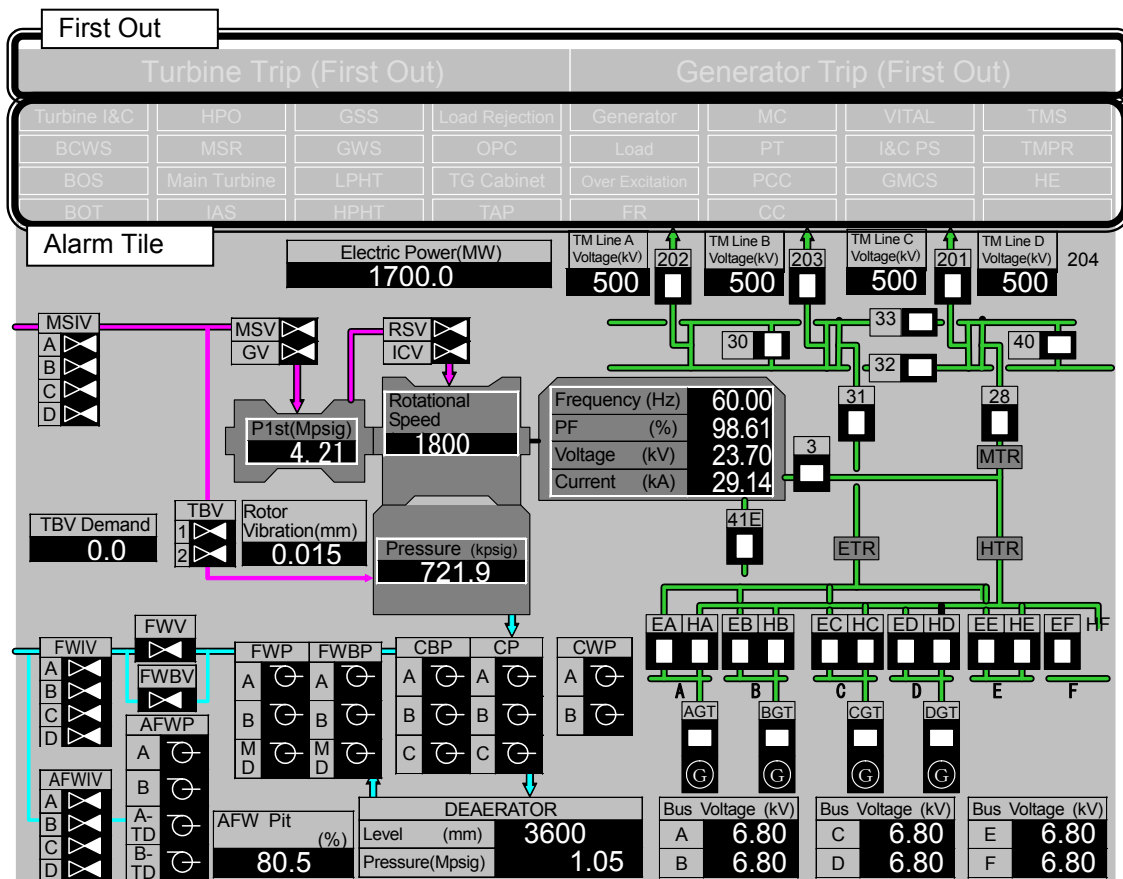 First Out
Turbine Trip (First Out) Generator Trip (First Out)
Turbine I&C HPO GSS Load Rejection Generator MC VITAL TMS
BCWS MSR GWS OPC Load PT I&C PS TMPR
BOS Main Turbine LPHT TG Cabinet Over Excitation PCC GMCS HE
BOT IAS HPHT TAP FR CC
Alarm Tile
Electric Power(MW)
1700.0
TM Line A
Voltage(kV)
500
202
TM Line B
Voltage(kV)
500
203
TM Line C
Voltage(kV)
500
201
TM Line D
Voltage(kV)
500
204
MSIV
A
B
C
D
MSV
GV
RSV
ICV
30
33
32
40
31
28
P1st(Mpsig)
4.21
Rotational
Speed
1800
Frequency (Hz) 60.00
PF (%) 98.61
Voltage (kV) 23.70
Current (kA) 29.14
3
MTR
41E
ETR
HTR
TBV Demand
0.0
TBV
1
2
Rotor
Vibration(mm)
0.015
Pressure (kpsig)
721.9
EA HA EB HB EC HC ED HD EE HE EF HF
A B C D E F
AGT BGT CGT DGT
G G G G
FWIV
A
B
C
D
FWV
FWBV
AFWP
A
B
A-TD
B-TD
AFWIV
A
B
C
D
FWP
A
B
MD
FWBP
A
B
MD
CBP
A
B
C
CP
A
B
C
CWP
A
B
AFW Pit
(%)
80.5
DEAERATOR
Level (mm) 3600
Pressure(Mpsig) 1.05
Bus Voltage (kV)
A 6.80
B 6.80
Bus Voltage (kV)
C 6.80
D 6.80
Bus Voltage (kV)
E 6.80
F 6.80